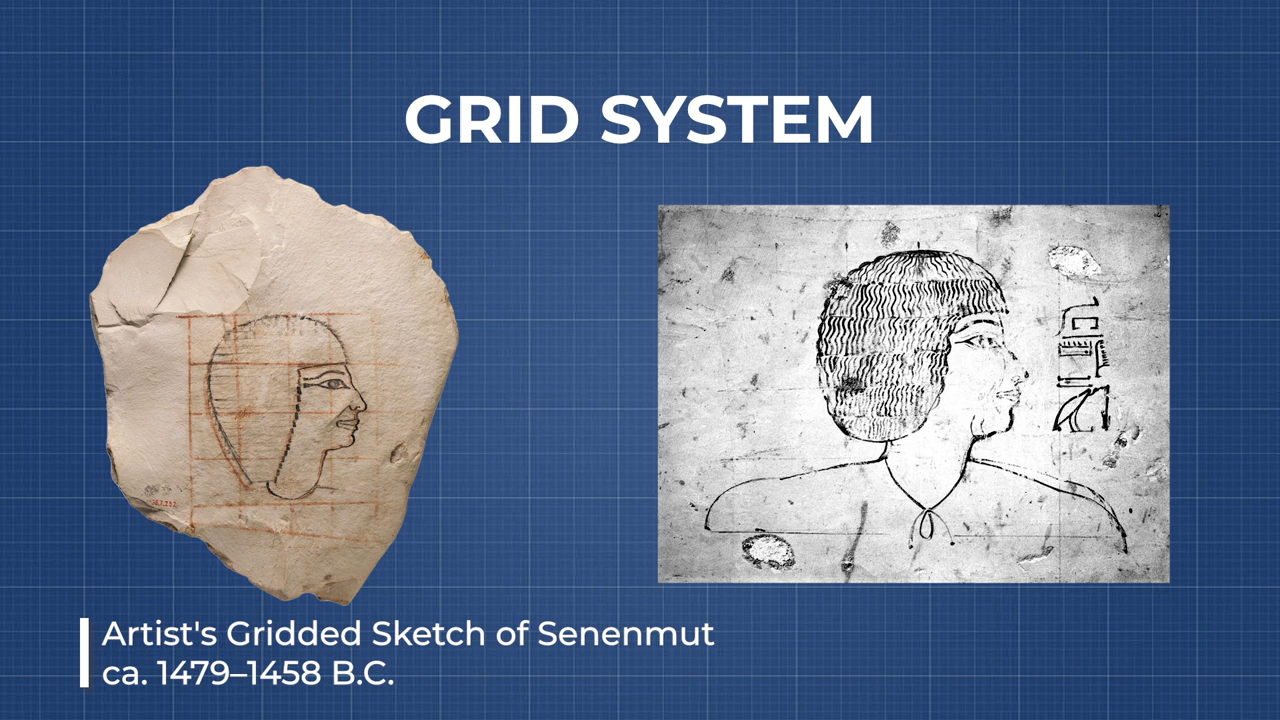 GRID SYSTEM
Artist's Gridded Sketch of Senenmut
ca. 1479–1458 B.C.